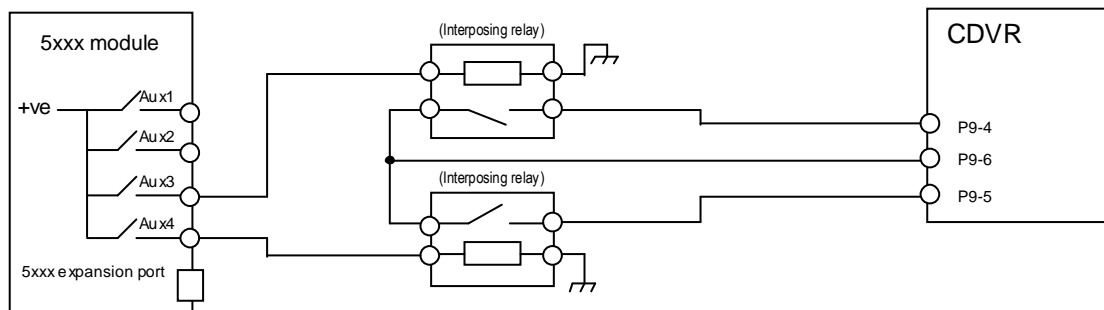 5xxx module
+ve
Aux1
Aux2
Aux3
Aux4
5xxx expansion port
(Interposing relay)
(Interposing relay)
CDVR
P9-4
P9-6
P9-5